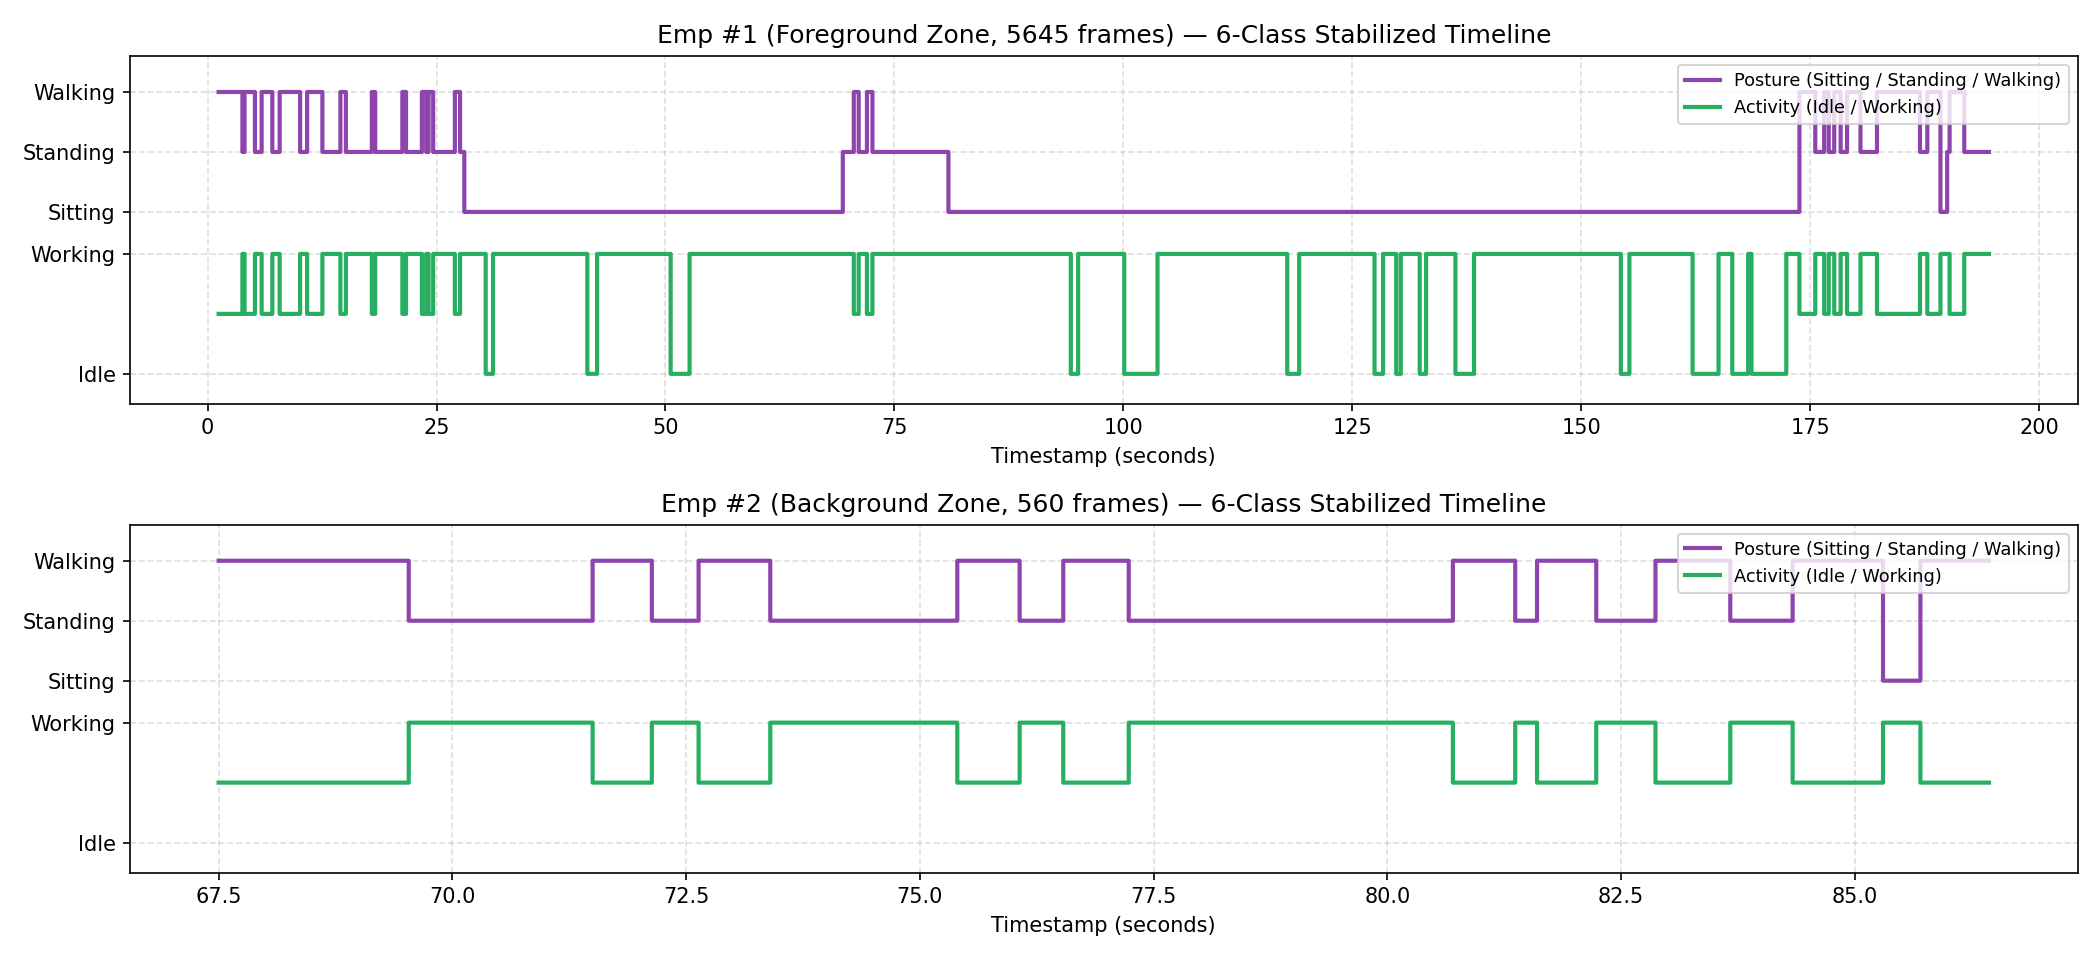 Emp #1 (Foreground Zone, 5645 frames) — 6-Class Stabilized Timeline
Walking
Standing
Sitting
Working
Idle
Posture (Sitting / Standing / Walking)
Activity (Idle / Working)
0 25 50 75 100 125 150 175 200
Timestamp (seconds)
Emp #2 (Background Zone, 560 frames) — 6-Class Stabilized Timeline
Walking
Standing
Sitting
Working
Idle
Posture (Sitting / Standing / Walking)
Activity (Idle / Working)
67.5 70.0 72.5 75.0 77.5 80.0 82.5 85.0
Timestamp (seconds)